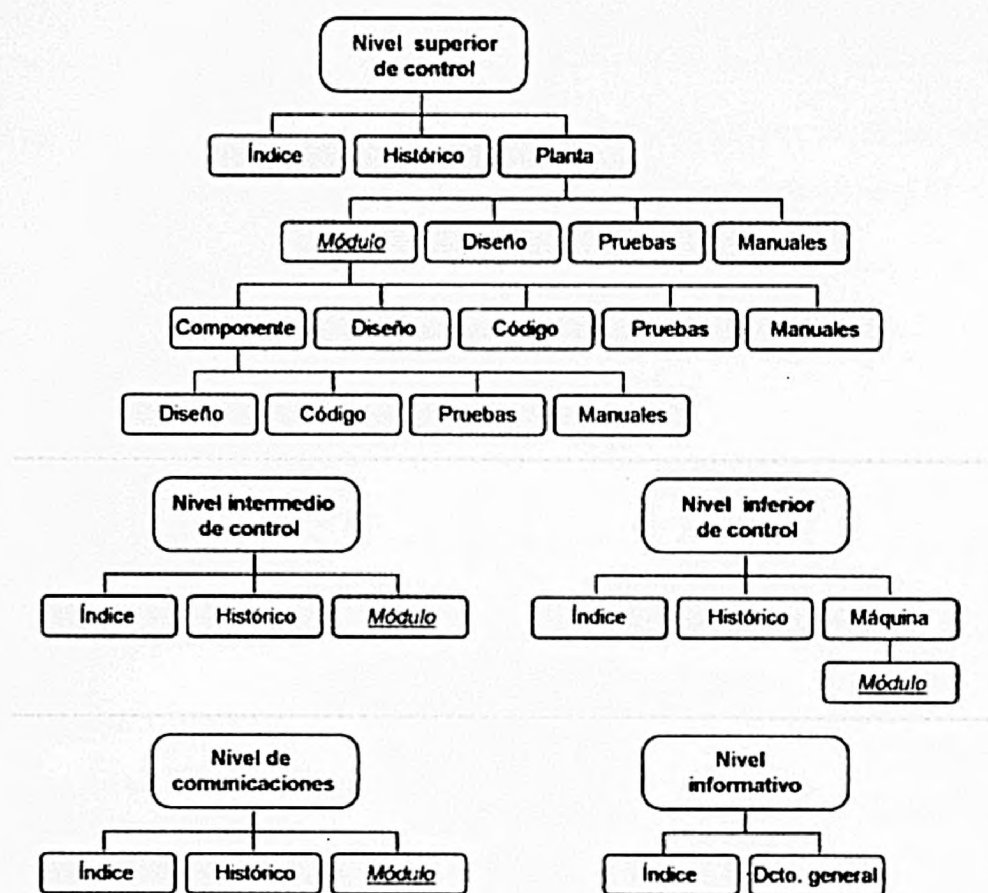 Nivel superior
de control
Índice Histórico Planta
Módulo Diseño Pruebas Manuales
Componente Diseño Código Pruebas Manuales
Diseño Código Pruebas Manuales
Nivel intermedio
de control
Índice Histórico Módulo
Nivel inferior
de control
Índice Histórico Máquina
Módulo
Nivel de
comunicaciones
Índice Histórico Módulo
Nivel
informativo
Índice Dcto. general